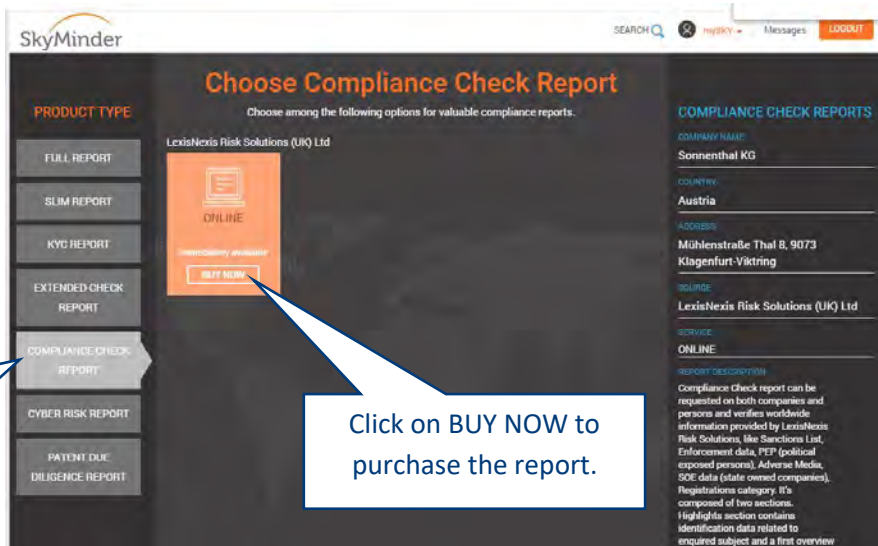 SkyMinder
SEARCH
mySKY
Messages
LOGOUT
PRODUCT TYPE
FULL REPORT
SLIM REPORT
KYC REPORT
EXTENDED CHECK
REPORT
COMPLIANCE CHECK
REPORT
CYBER RISK REPORT
PATENT DUE
DILIGENCE REPORT
Choose Compliance Check Report
Choose among the following options for valuable compliance reports.
LexisNexis Risk Solutions (UK) Ltd
ONLINE
Immediately available
BUY NOW
Click on BUY NOW to
purchase the report.
COMPLIANCE CHECK REPORTS
COMPANY NAME
Sonnenthal KG
COUNTRY
Austria
ADDRESS
Mühlenstraße Thal 8, 9073
Klagenfurt-Viktring
SOURCE
LexisNexis Risk Solutions (UK) Ltd
SERVICE
ONLINE
REPORT DESCRIPTION
Compliance Check report can be
requested on both companies and
persons and verifies worldwide
information provided by LexisNexis
Risk Solutions, like Sanctions List,
Enforcement data, PEP (political
exposed persons), Adverse Media,
SOE data (state owned companies),
Registrations category. It's
composed of two sections.
Highlights section contains
identification data related to
enquired subject and a first overview